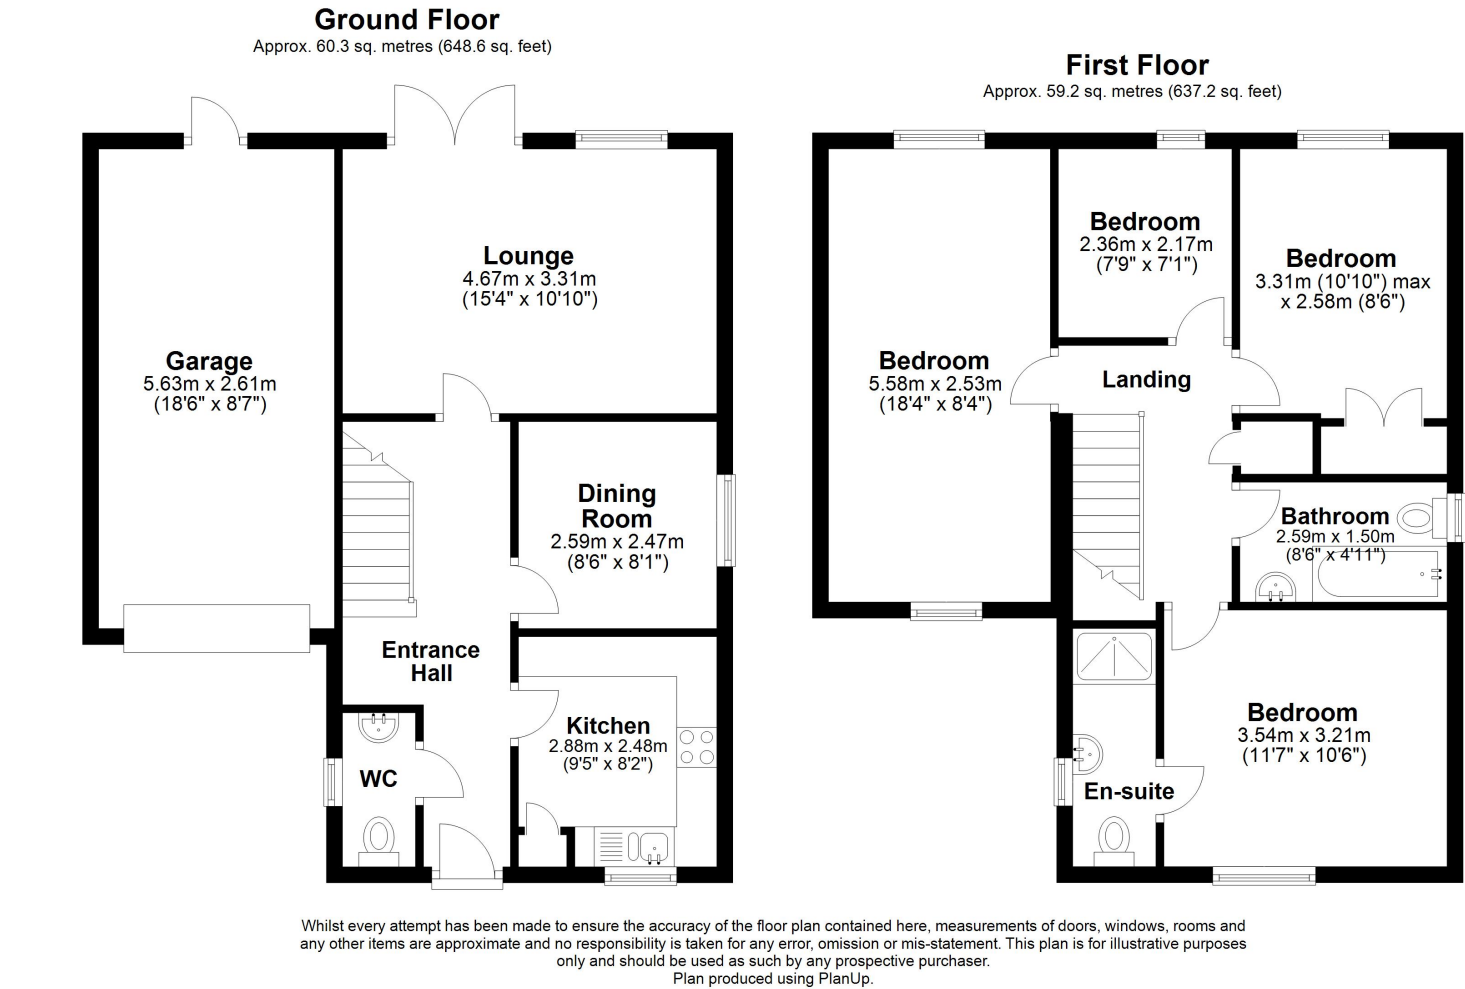 Ground Floor
Approx. 60.3 sq. metres (648.6 sq. feet)
First Floor
Approx. 59.2 sq. metres (637.2 sq. feet)
Lounge
4.67m x 3.31m
(15'4" x 10'10")
Garage
5.63m x 2.61m
(18'6" x 8'7")
Dining
Room
2.59m x 2.47m
(8'6" x 8'1")
Entrance
Hall
Kitchen
2.88m x 2.48m
(9'5" x 8'2")
WC
Bedroom
2.36m x 2.17m
(7'9" x 7'1")
Bedroom
3.31m (10'10") max
x 2.58m (8'6")
Bedroom
5.58m x 2.53m
(18'4" x 8'4")
Landing
Bathroom
2.59m x 1.50m
(8'6" x 4'11")
Bedroom
3.54m x 3.21m
(11'7" x 10'6")
En-suite
Whilst every attempt has been made to ensure the accuracy of the floor plan contained here, measurements of doors, windows, rooms and
any other items are approximate and no responsibility is taken for any error, omission or mis-statement. This plan is for illustrative purposes
only and should be used as such by any prospective purchaser.
Plan produced using PlanUp.